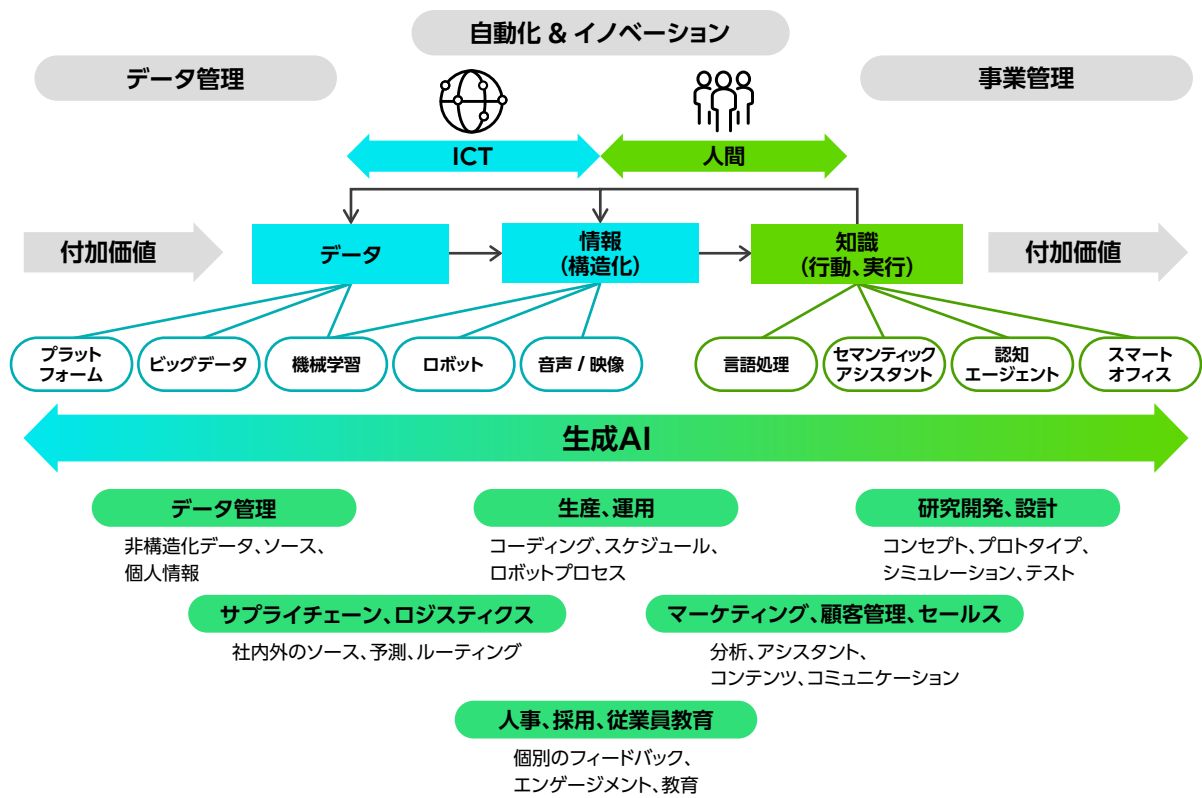 自動化 & イノベーション
データ管理
事業管理
ICT
人間
付加価値
データ
情報
(構造化)
知識
(行動、実行)
付加価値
プラット
フォーム
ビッグデータ
機械学習
ロボット
音声 / 映像
言語処理
セマンティック
アシスタント
認知
エージェント
スマート
オフィス
生成AI
データ管理
非構造化データ、ソース、
個人情報
生産、運用
コーディング、スケジュール、
ロボットプロセス
研究開発、設計
コンセプト、プロトタイプ、
シミュレーション、テスト
サプライチェーン、ロジスティクス
社内外のソース、予測、ルーティング
マーケティング、顧客管理、セールス
分析、アシスタント、
コンテンツ、コミュニケーション
人事、採用、従業員教育
個別のフィードバック、
エンゲージメント、教育